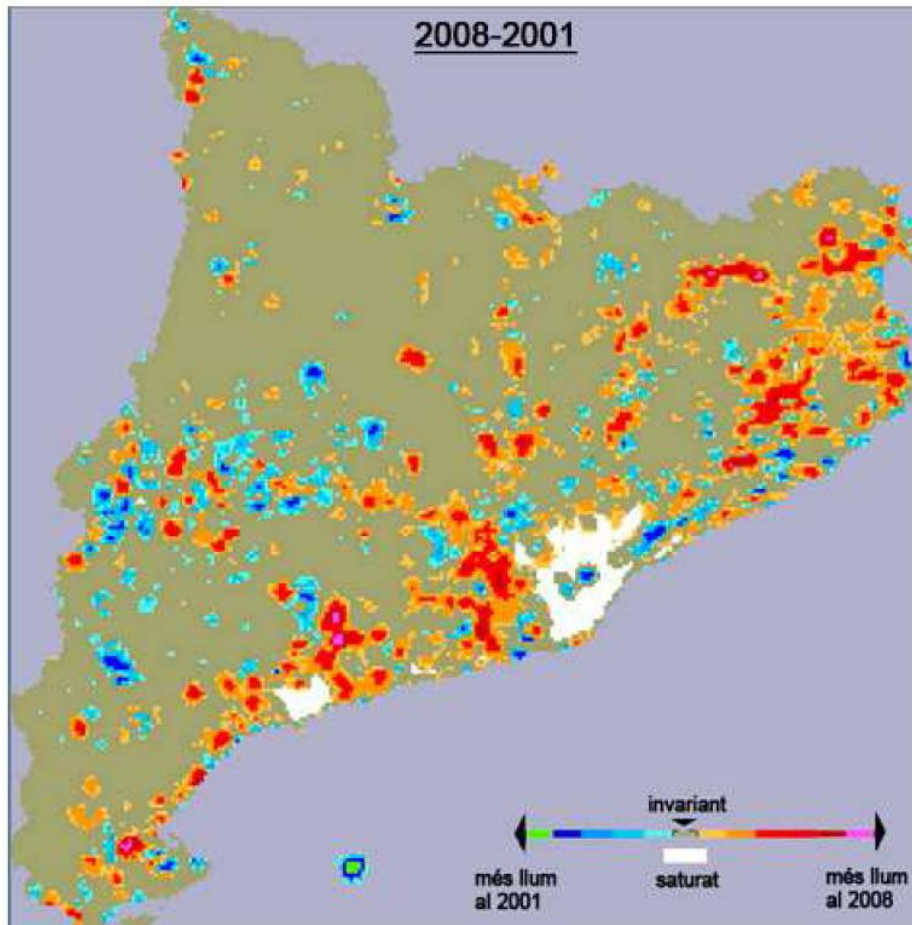 2008-2001
invariant
saturat
més llum
al 2001
més llum
al 2008